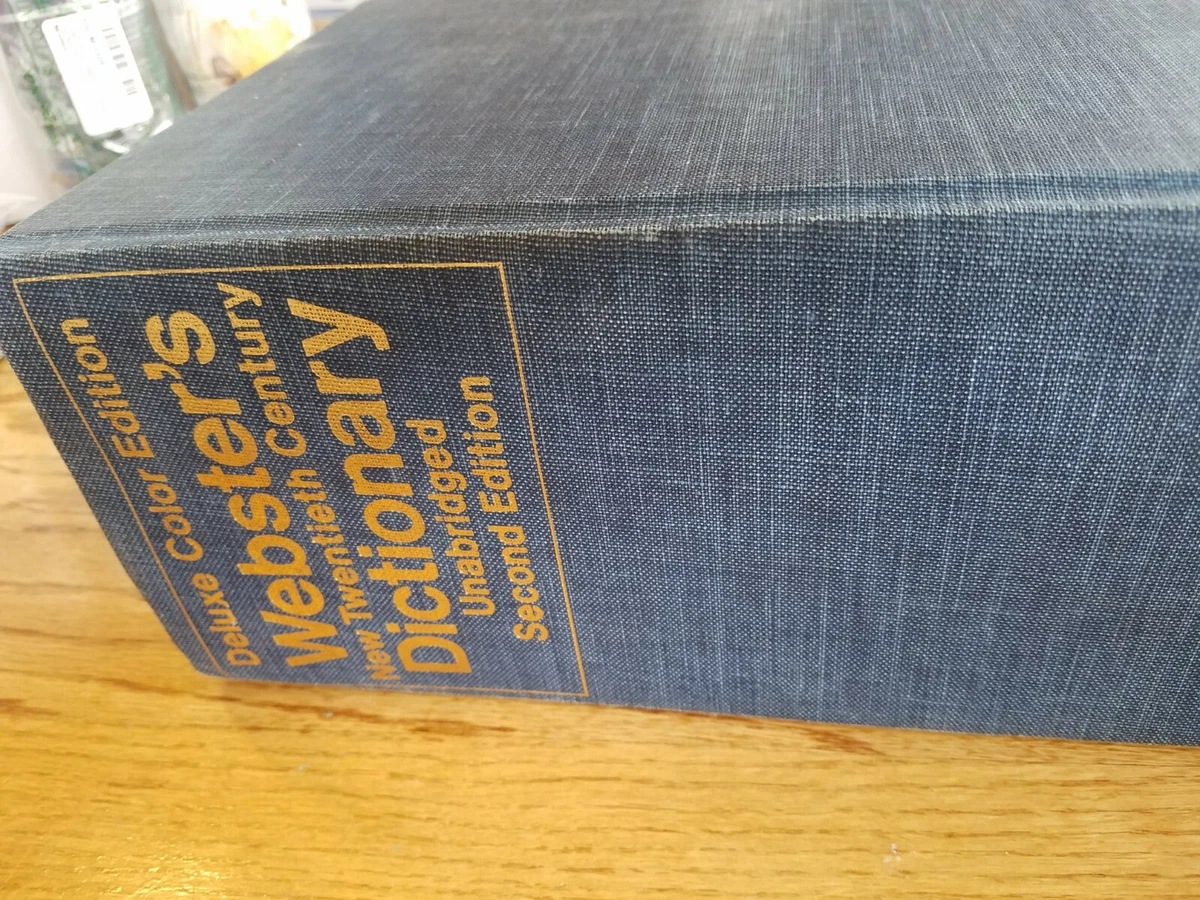 Deluxe Color Edition
Webster's
New Twentieth Century
Dictionary
Unabridged
Second Edition